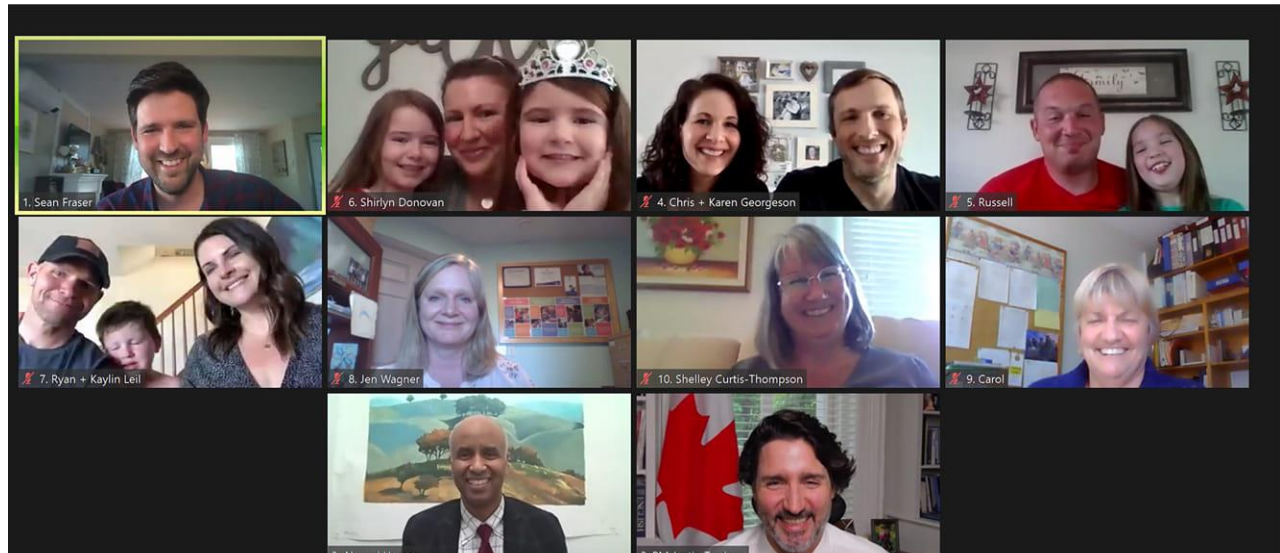 1. Sean Fraser
6. Shirlyn Donovan
4. Chris + Karen Georgeson
family
5. Russell
7. Ryan + Kaylin Leil
8. Jen Wagner
10. Shelley Curtis-Thompson
9. Carol